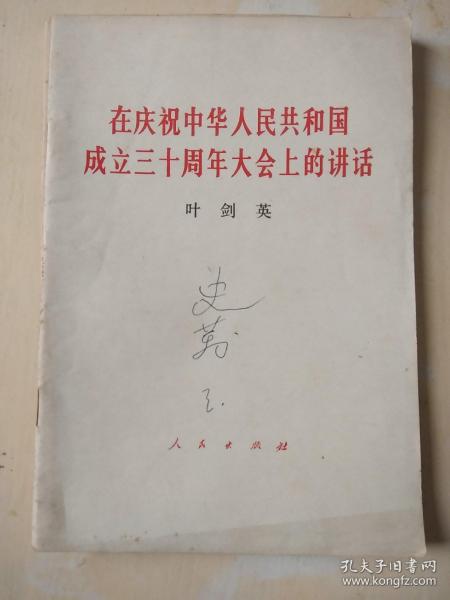 在庆祝中华人民共和国
成立三十周年大会上的讲话
叶剑英
史
万
人民出版社
孔夫子旧书网
www.kongfz.com